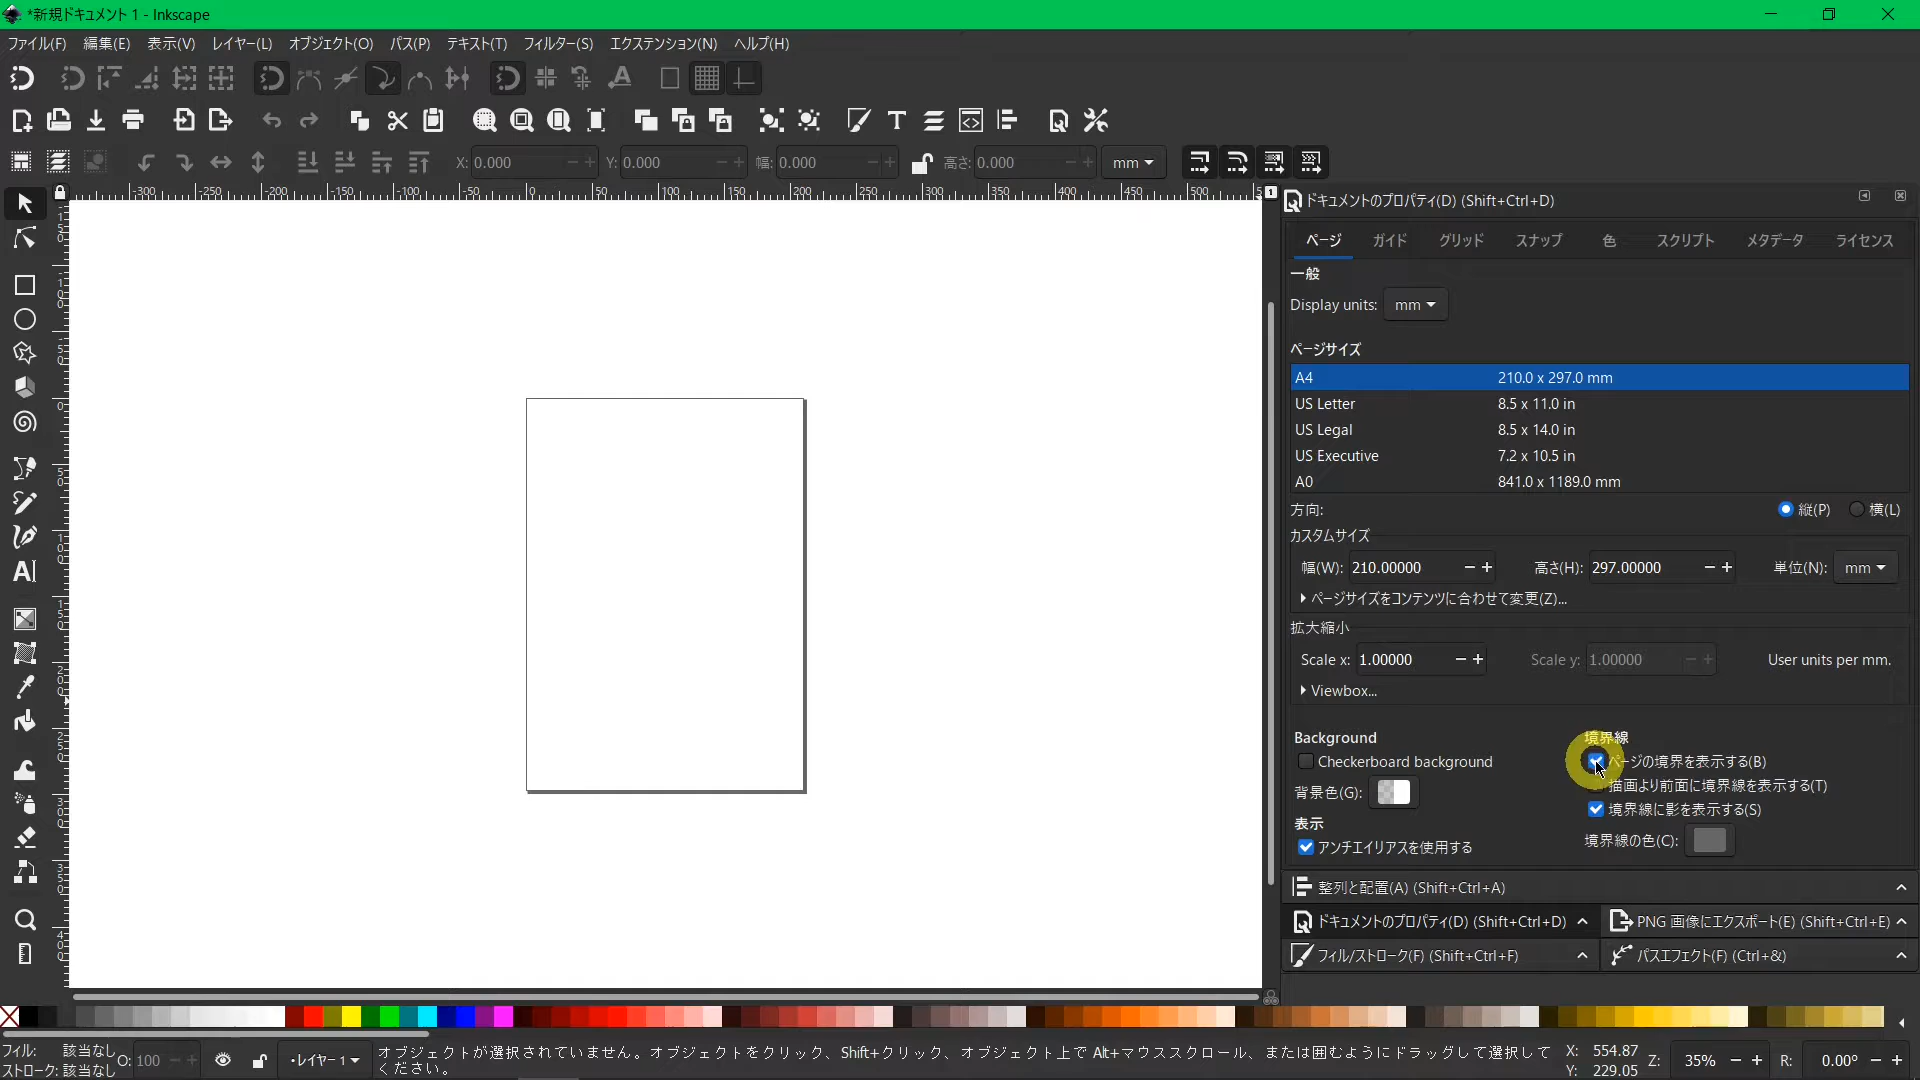 *新規ドキュメント 1 - Inkscape
ファイル(F) 編集(E) 表示(V) レイヤー(L) オブジェクト(O) パス(P) テキスト(T) フィルター(S) エクステンション(N) ヘルプ(H)
X: 0.000 Y: 0.000 幅: 0.000 高さ: 0.000 mm
-300 -250 -200 -150 -100 -50 0 50 100 150 200 250 300 350 400 450 500
1
ドキュメントのプロパティ(D) (Shift+Ctrl+D)
ページ ガイド グリッド スナップ 色 スクリプト メタデータ ライセンス
一般
Display units: mm
ページサイズ
A4 210.0 x 297.0 mm
US Letter 8.5 x 11.0 in
US Legal 8.5 x 14.0 in
US Executive 7.2 x 10.5 in
A0 841.0 x 1189.0 mm
方向: 縦(P) 横(L)
カスタムサイズ
幅(W): 210.00000 高さ(H): 297.00000 単位(N): mm
ページサイズをコンテンツに合わせて変更(Z)...
拡大縮小
Scale x: 1.00000 Scale y: 1.00000 User units per mm.
Viewbox...
Background 境界線
Checkerboard background ページの境界を表示する(B)
描画より前面に境界線を表示する(T)
背景色(G): 境界線に影を表示する(S)
表示 境界線の色(C):
アンチエイリアスを使用する
整列と配置(A) (Shift+Ctrl+A)
ドキュメントのプロパティ(D) (Shift+Ctrl+D) PNG 画像にエクスポート(E) (Shift+Ctrl+E)
フィル/ストローク(F) (Shift+Ctrl+F) パスエフェクト(F) (Ctrl+&)
フィル: 該当なし
ストローク: 該当なし
O: 100
•レイヤー 1
オブジェクトが選択されていません。オブジェクトをクリック、Shift+クリック、オブジェクト上で Alt+マウススクロール、または囲むようにドラッグして選択して
ください。
X: 554.87
Y: 229.05
Z: 35% R: 0.00°